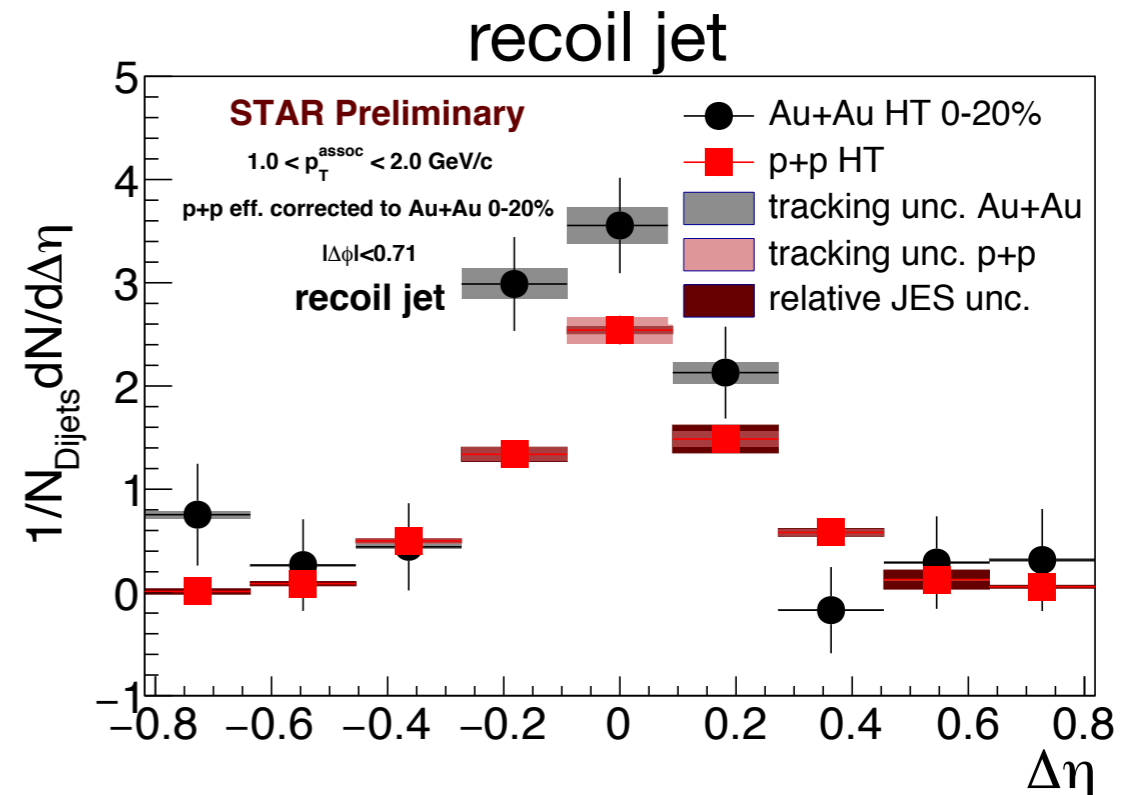 recoil jet
STAR Preliminary
1.0 < p_T^assoc < 2.0 GeV/c
p+p eff. corrected to Au+Au 0-20%
|Δϕ|<0.71
recoil jet
Au+Au HT 0-20%
p+p HT
tracking unc. Au+Au
tracking unc. p+p
relative JES unc.
1/N_Dijets dN/dΔη
5
4
3
2
1
0
−1
−0.8 −0.6 −0.4 −0.2 0 0.2 0.4 0.6 0.8
Δη